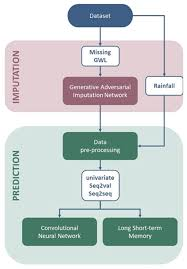 Dataset
Missing
GWL
Rainfall
IMPUTATION
Generative Adversarial
Imputation Network
Data
pre-processing
PREDICTION
univariate
Seq2val
Seq2seq
Convolutional
Neural Network
Long Short-term
Memory